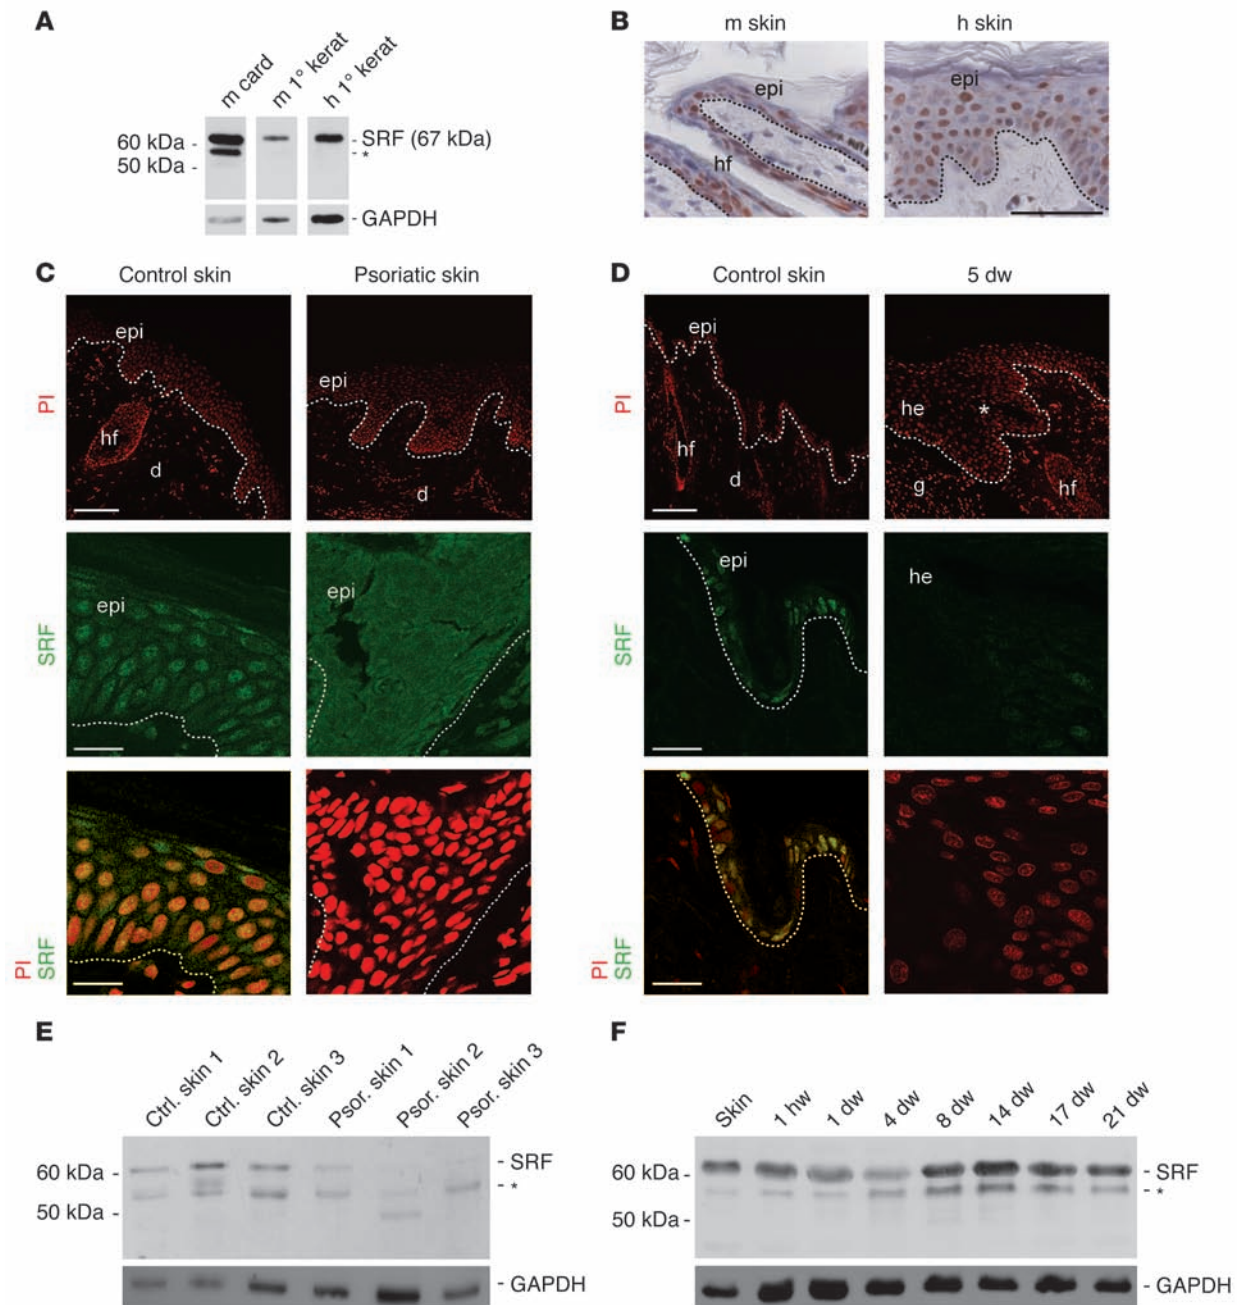 A
m card
m 1° kerat
h 1° kerat
60 kDa -
50 kDa -
- SRF (67 kDa)
- *
- GAPDH
B
m skin
h skin
epi
hf
epi
C
Control skin
Psoriatic skin
PI
epi
hf
d
epi
d
SRF
epi
epi
PI
SRF
D
Control skin
5 dw
PI
epi
hf
d
he
*
g
hf
SRF
epi
he
PI
SRF
E
Ctrl. skin 1
Ctrl. skin 2
Ctrl. skin 3
Psor. skin 1
Psor. skin 2
Psor. skin 3
60 kDa -
50 kDa -
- SRF
- *
- GAPDH
F
Skin
1 hw
1 dw
4 dw
8 dw
14 dw
17 dw
21 dw
60 kDa -
50 kDa -
- SRF
- *
- GAPDH